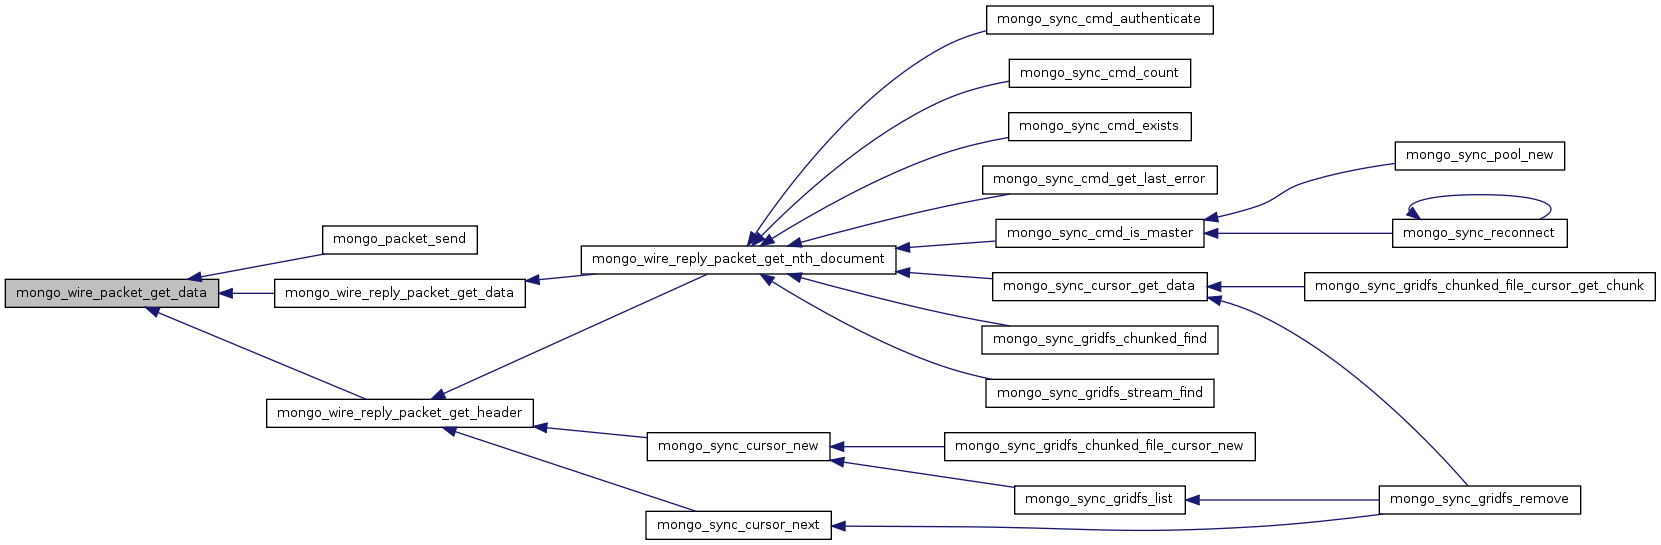 mongo_sync_cmd_authenticate
mongo_sync_cmd_count
mongo_sync_cmd_exists
mongo_sync_pool_new
mongo_sync_cmd_get_last_error
mongo_sync_cmd_is_master
mongo_sync_reconnect
mongo_packet_send
mongo_wire_reply_packet_get_nth_document
mongo_wire_packet_get_data
mongo_wire_reply_packet_get_data
mongo_sync_cursor_get_data
mongo_sync_gridfs_chunked_file_cursor_get_chunk
mongo_sync_gridfs_chunked_find
mongo_sync_gridfs_stream_find
mongo_wire_reply_packet_get_header
mongo_sync_cursor_new
mongo_sync_gridfs_chunked_file_cursor_new
mongo_sync_gridfs_list
mongo_sync_gridfs_remove
mongo_sync_cursor_next